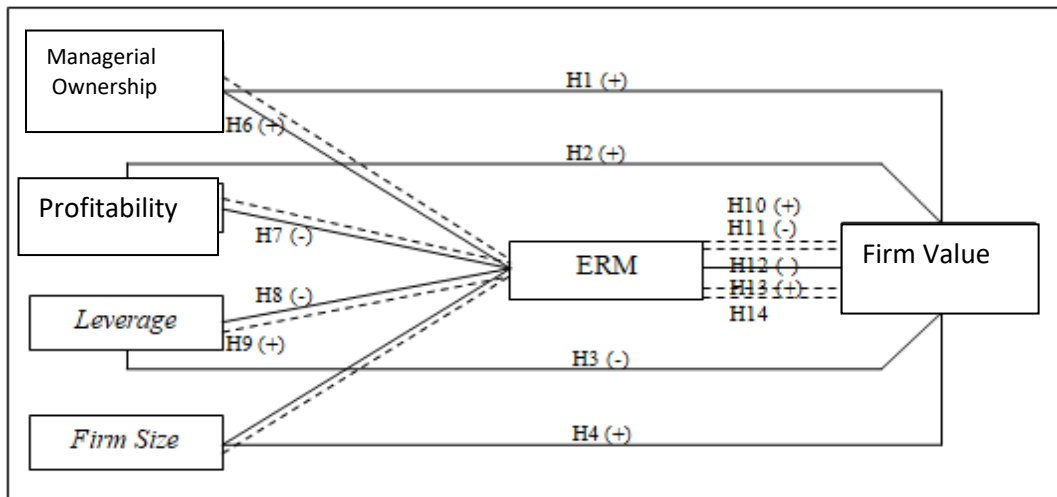 Managerial
Ownership
H1 (+)
H6 (+)
H2 (+)
Profitability
H7 (-)
H10 (+)
H11 (-)
ERM
Firm Value
H12 (-)
H13 (+)
H14
H8 (-)
Leverage
H9 (+)
H3 (-)
Firm Size
H4 (+)